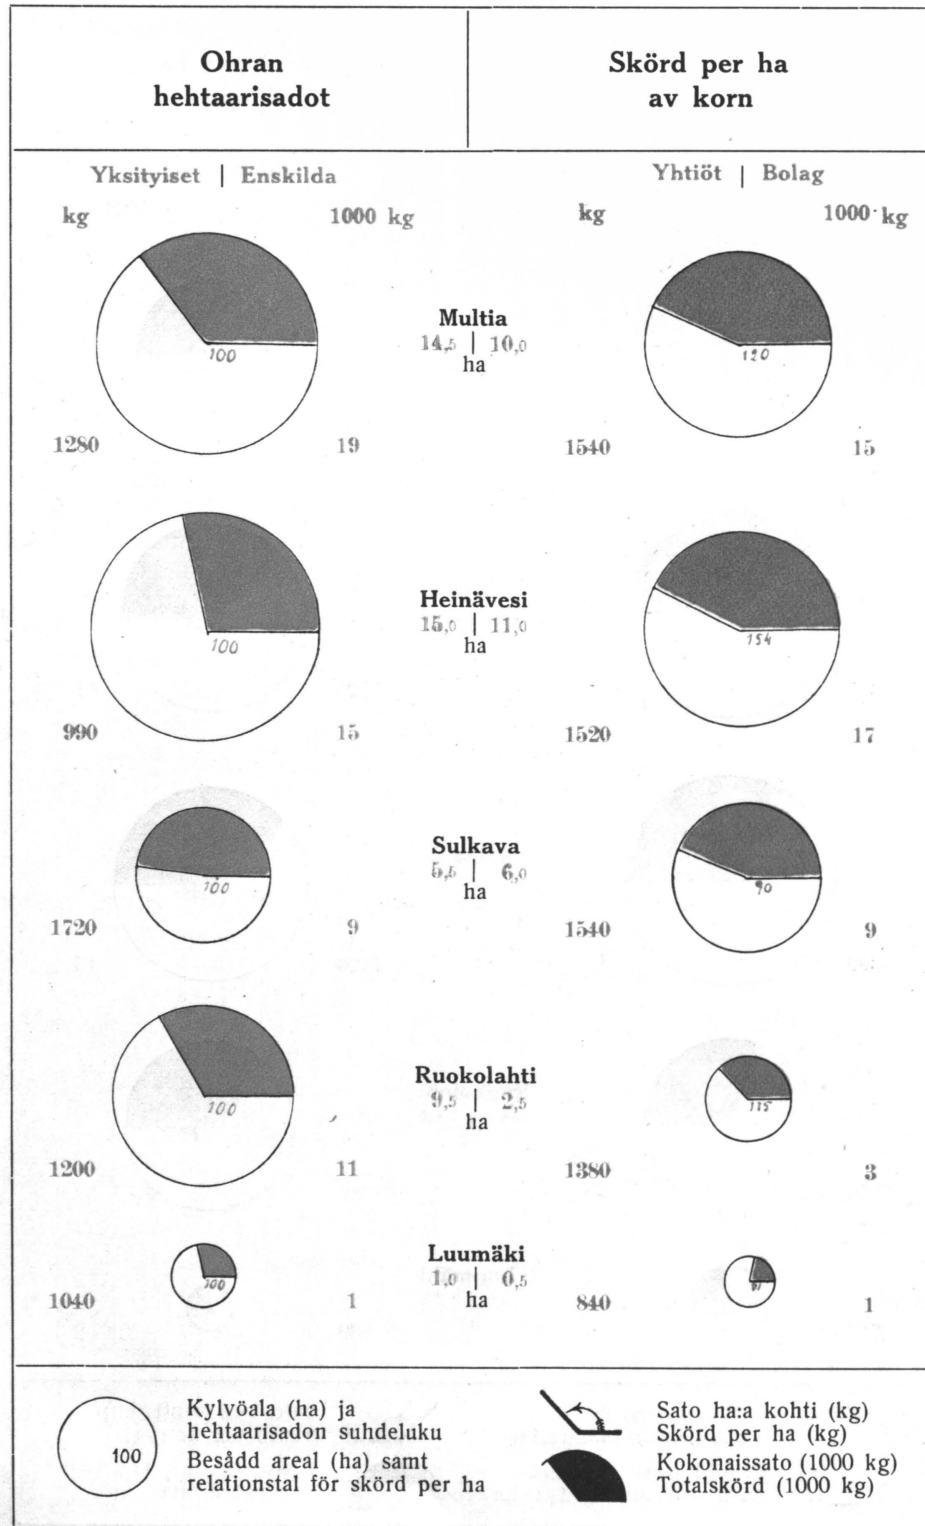 Ohran
hehtaarisadot
Skörd per ha
av korn
Yksityiset | Enskilda
Yhtiöt | Bolag
kg 1000 kg
kg 1000 kg
100
Multia
14,5 | 10,0
ha
120
1280 19
1540 15
100
Heinävesi
15,0 | 11,0
ha
154
990 15
1520 17
100
Sulkava
5,5 | 6,0
ha
90
1720 9
1540 9
100
Ruokolahti
9,5 | 2,5
ha
115
1200 11
1380 3
100
Luumäki
1,0 | 0,5
ha
81
1040 1
840 1
100
Kylvöala (ha) ja
hehtaarisadon suhdeluku
Besådd areal (ha) samt
relationstal för skörd per ha
Sato ha:a kohti (kg)
Skörd per ha (kg)
Kokonaissato (1000 kg)
Totalskörd (1000 kg)